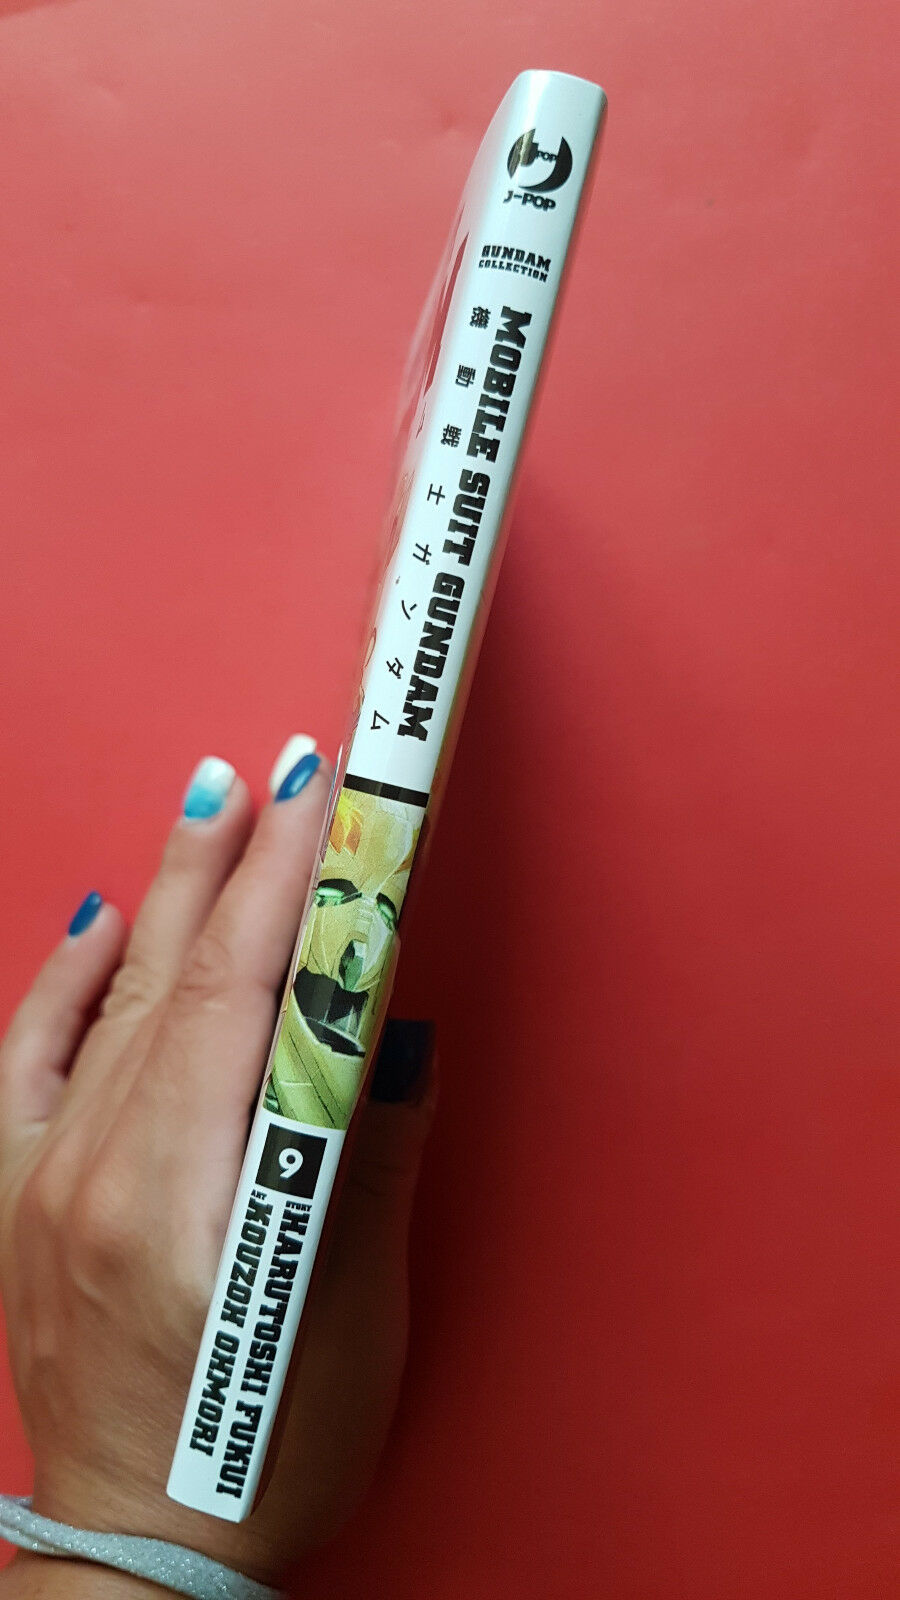 J-POP
GUNDAM
COLLECTION
MOBILE SUIT GUNDAM
機動戦士ガンダム
9
STORY HARUTOSHI FUKUI
ART KOUZOH OHMORI